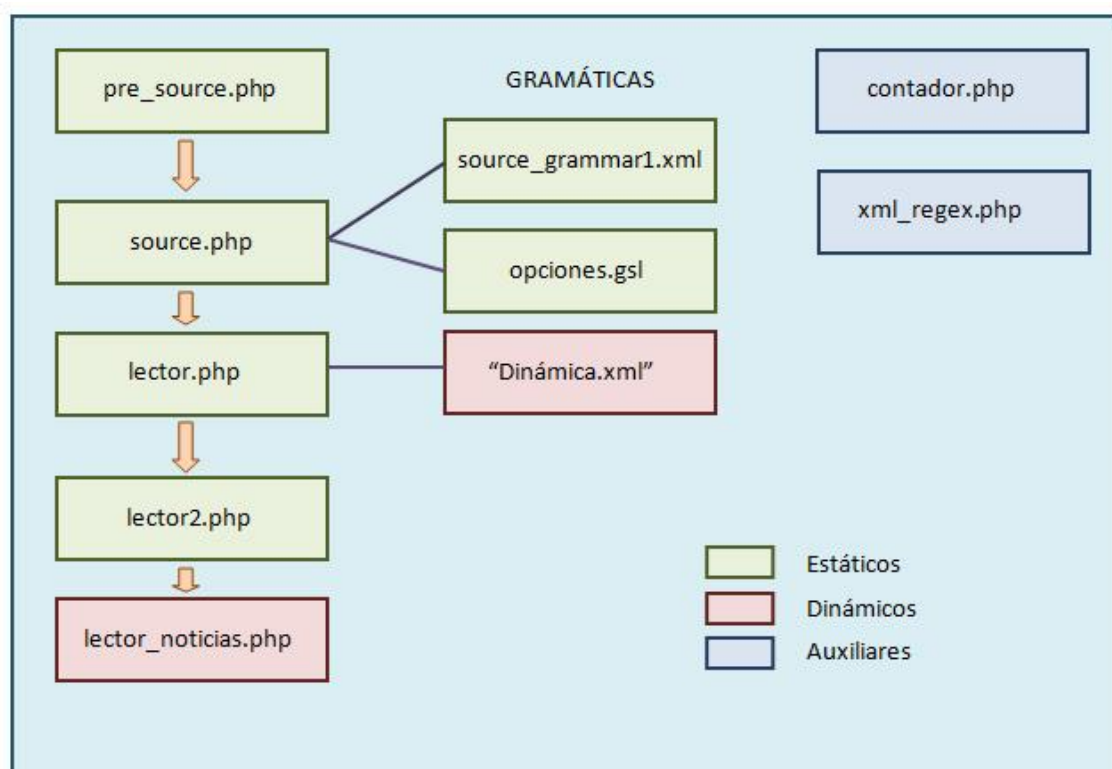 pre_source.php
GRAMÁTICAS
contador.php
source_grammar1.xml
xml_regex.php
source.php
opciones.gsl
lector.php
“Dinámica.xml”
lector2.php
Estáticos
Dinámicos
lector_noticias.php
Auxiliares